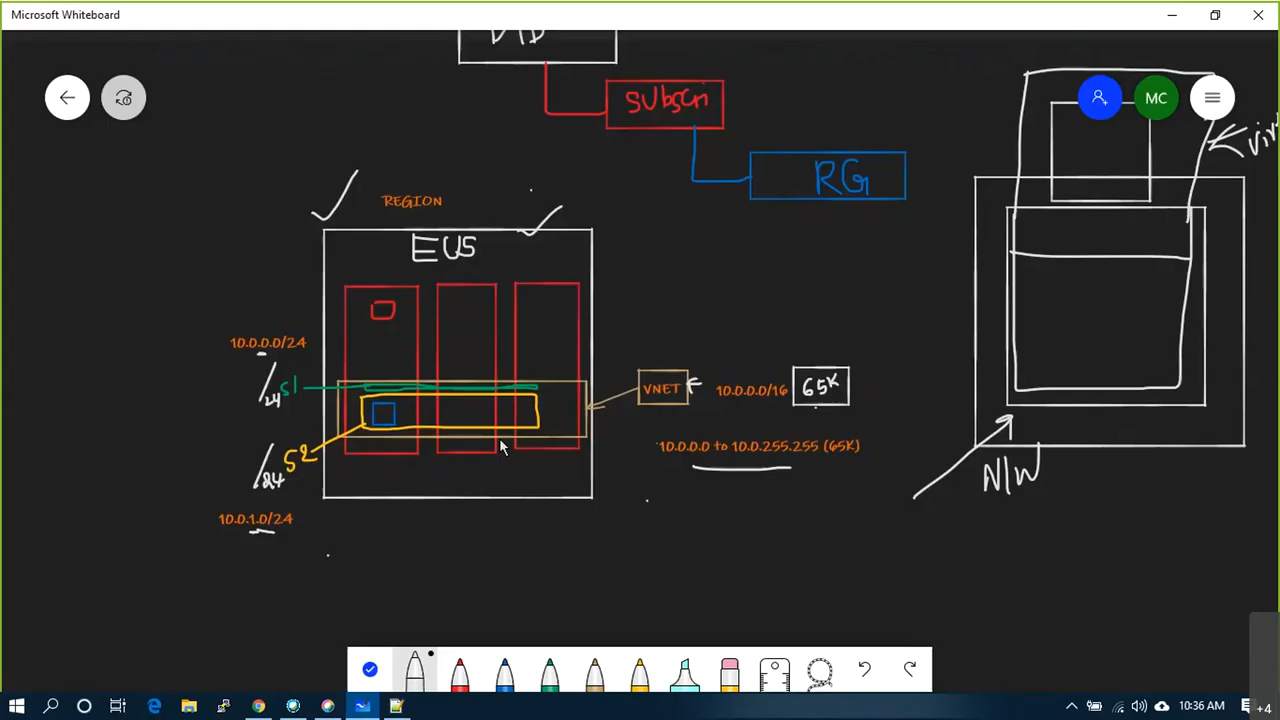 Microsoft Whiteboard
SUbscri
MC
RG
REGION
EUS
10.0.0.0/24
S1
/24
VNET
10.0.0.0/16
65K
10.0.0.0 to 10.0.255.255 (65K)
S2
/24
N/W
10.0.1.0/24
10:36 AM
+4